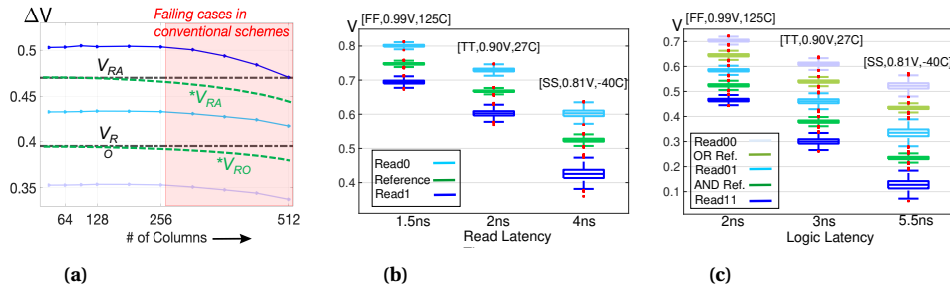 ΔV
Failing cases in
conventional schemes
0.5
0.45
0.4
0.35
V_RA
*V_RA
V_R
O
*V_RO
64 128 256 512
# of Columns
(a)
V
[FF,0.99V,125C]
[TT,0.90V,27C]
[SS,0.81V,-40C]
0.8
0.7
0.6
0.5
0.4
Read0
Reference
Read1
1.5ns 2ns 4ns
Read Latency
(b)
V
[FF,0.99V,125C]
[TT,0.90V,27C]
[SS,0.81V,-40C]
0.7
0.6
0.5
0.4
0.3
0.2
0.1
Read00
OR Ref.
Read01
AND Ref.
Read11
2ns 3ns 5.5ns
Logic Latency
(c)